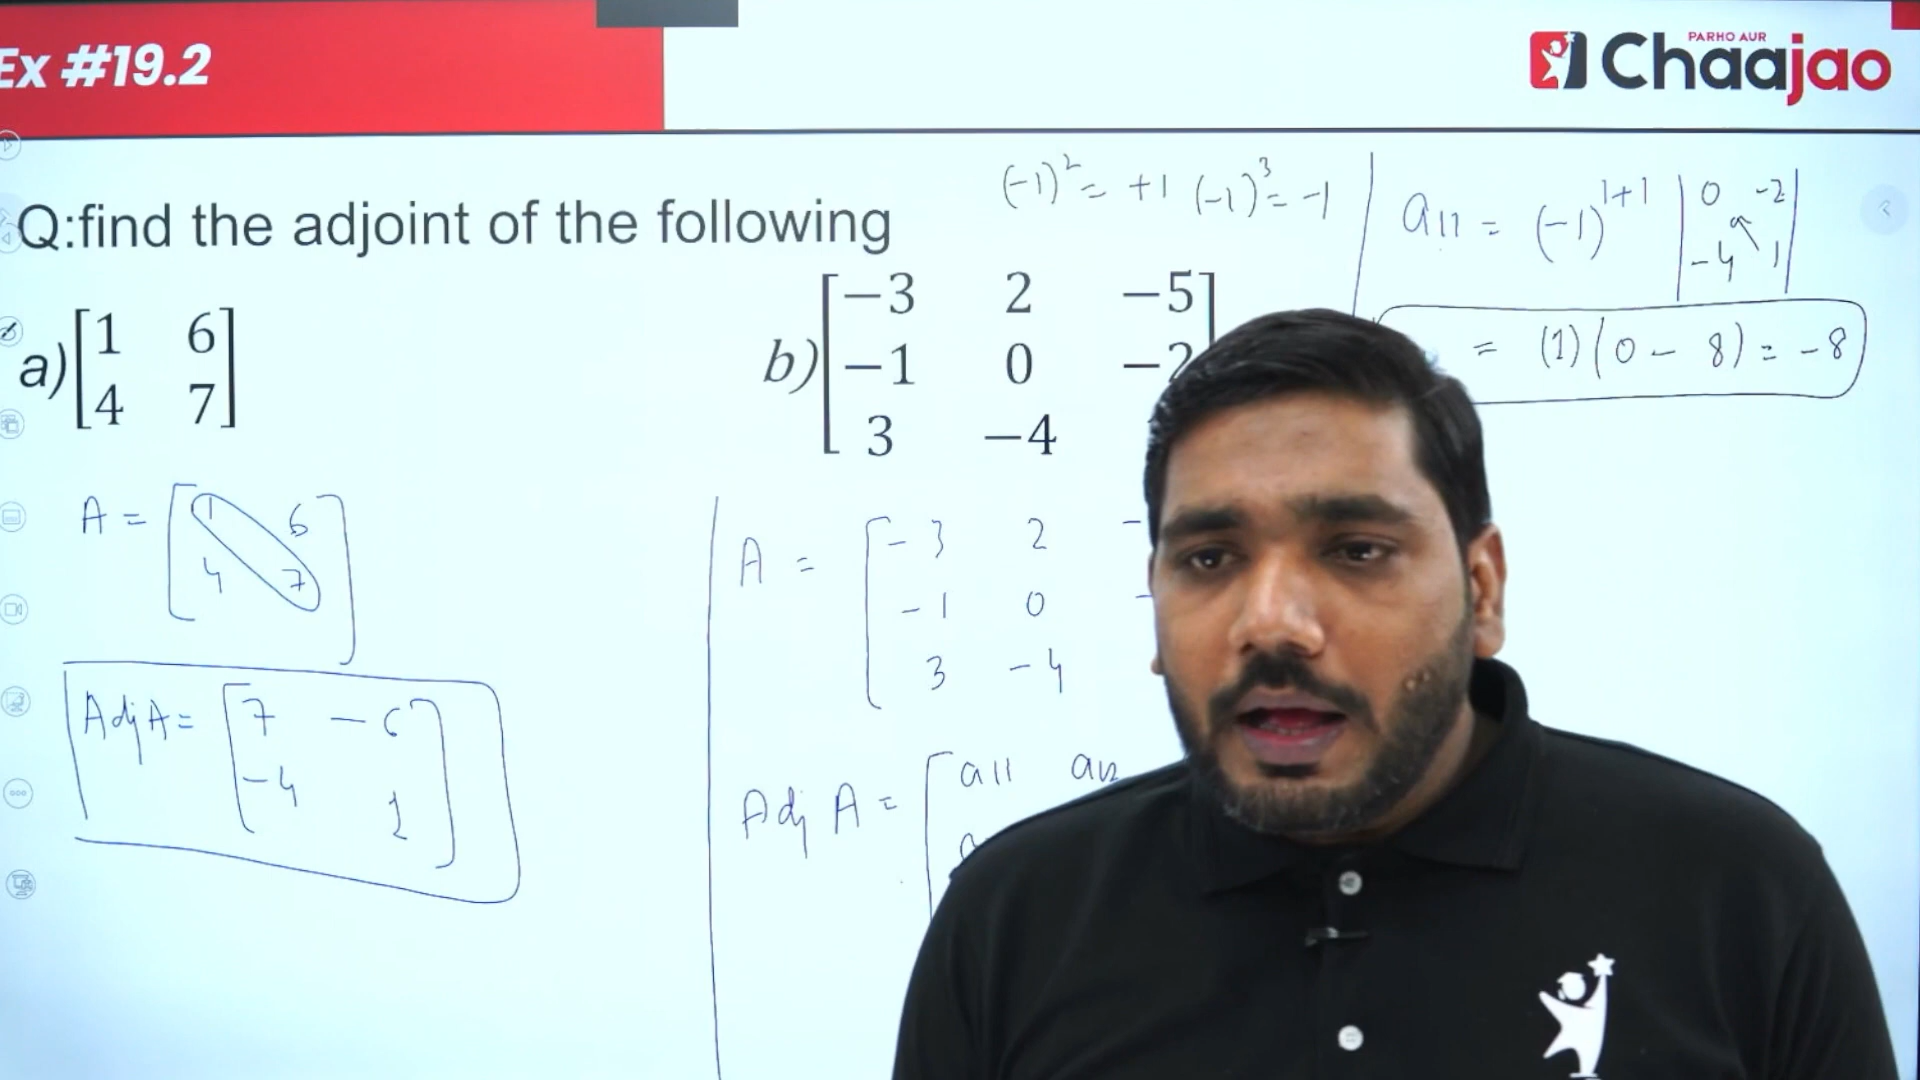 Ex #19.2
PARHO AUR
Chaajao
Q:find the adjoint of the following
(-1)² = +1 (-1)³ = -1
a) [1 6
4 7]
b) [−3 2 −5]
−1 0 −2
3 −4
a11 = (-1)^1+1 |0 -2
-4 1|
= (1)(0 - 8) = -8
A = [1 6
4 7]
Adj A = [7 -6
-4 1]
A = [-3 2 -
-1 0 -
3 -4
Adj A = [a11 a12